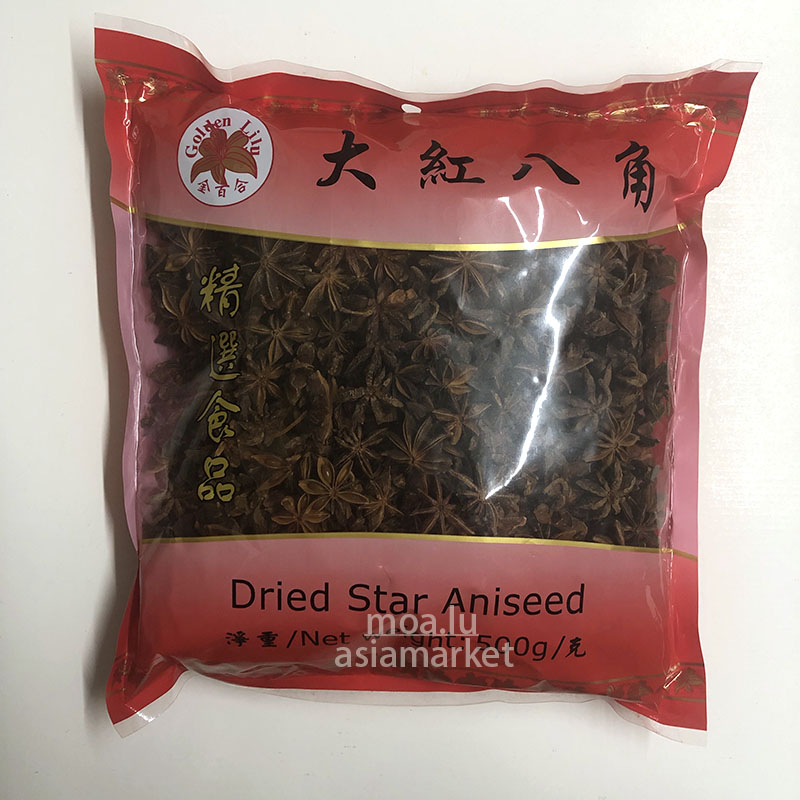 Golden Lily
金百合
大紅八角
精選食品
Dried Star Aniseed
淨重/Net ght: 500g/克
moa.lu
asiamarket